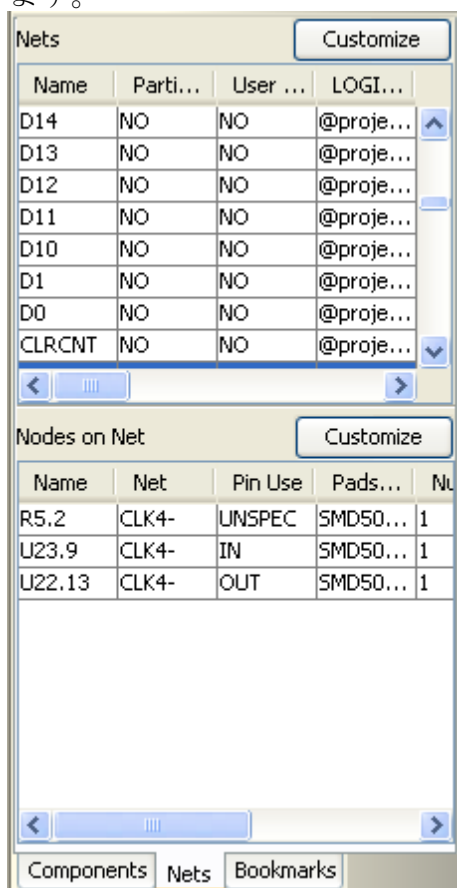 ます。
Nets Customize
Name Parti... User ... LOGI...
D14 NO NO @proje...
D13 NO NO @proje...
D12 NO NO @proje...
D11 NO NO @proje...
D10 NO NO @proje...
D1 NO NO @proje...
D0 NO NO @proje...
CLRCNT NO NO @proje...
Nodes on Net Customize
Name Net Pin Use Pads... Nu
R5.2 CLK4- UNSPEC SMD50... 1
U23.9 CLK4- IN SMD50... 1
U22.13 CLK4- OUT SMD50... 1
Components Nets Bookmarks